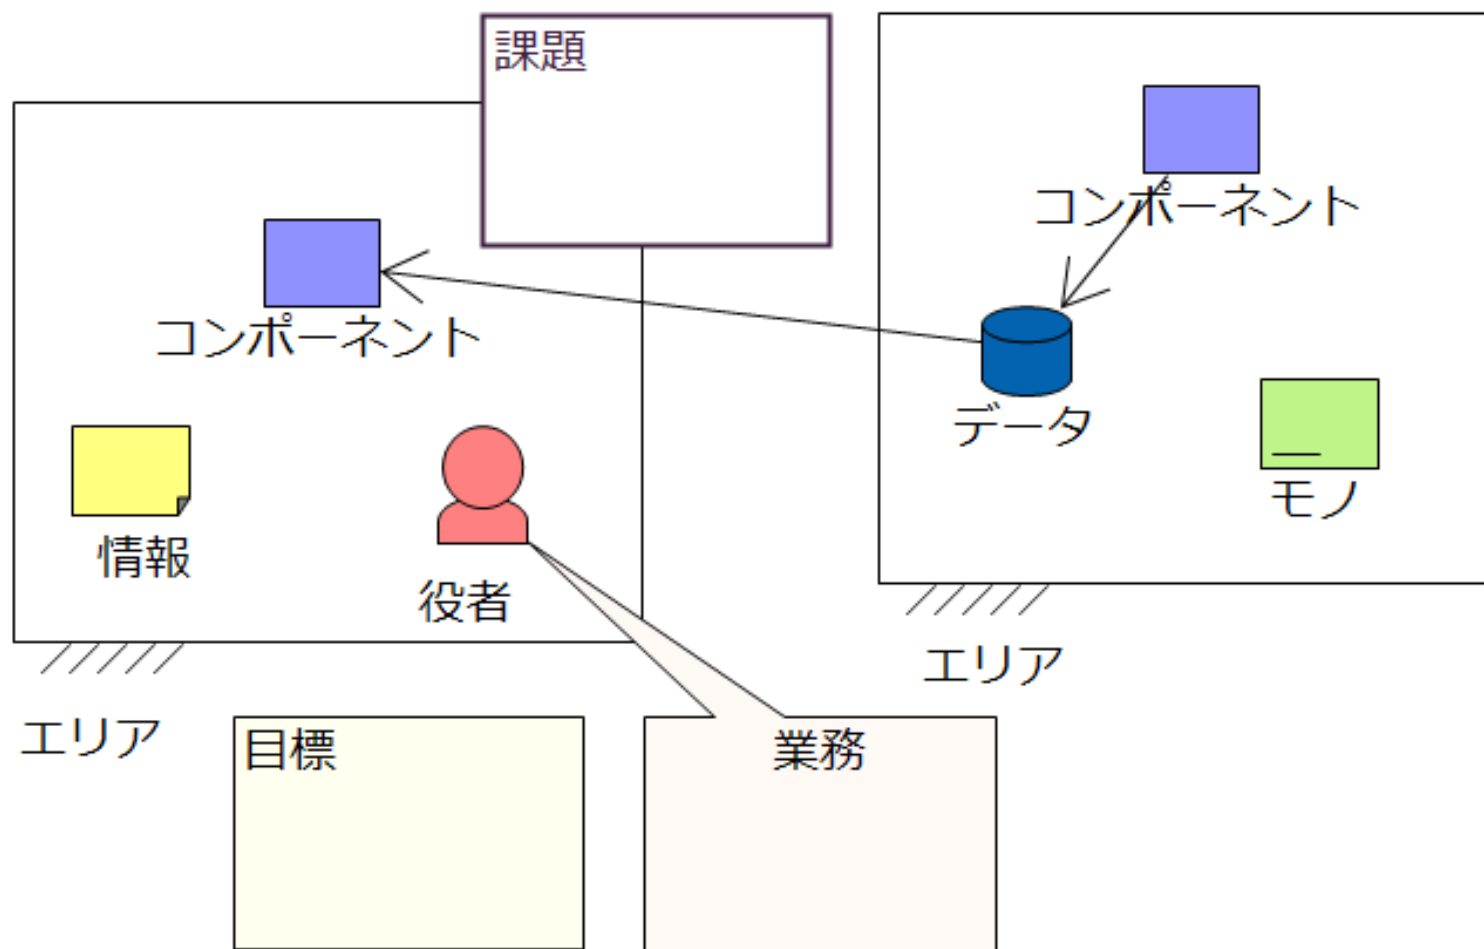 課題
コンポーネント
コンポーネント
データ
モノ
情報
役者
エリア
エリア
目標
業務